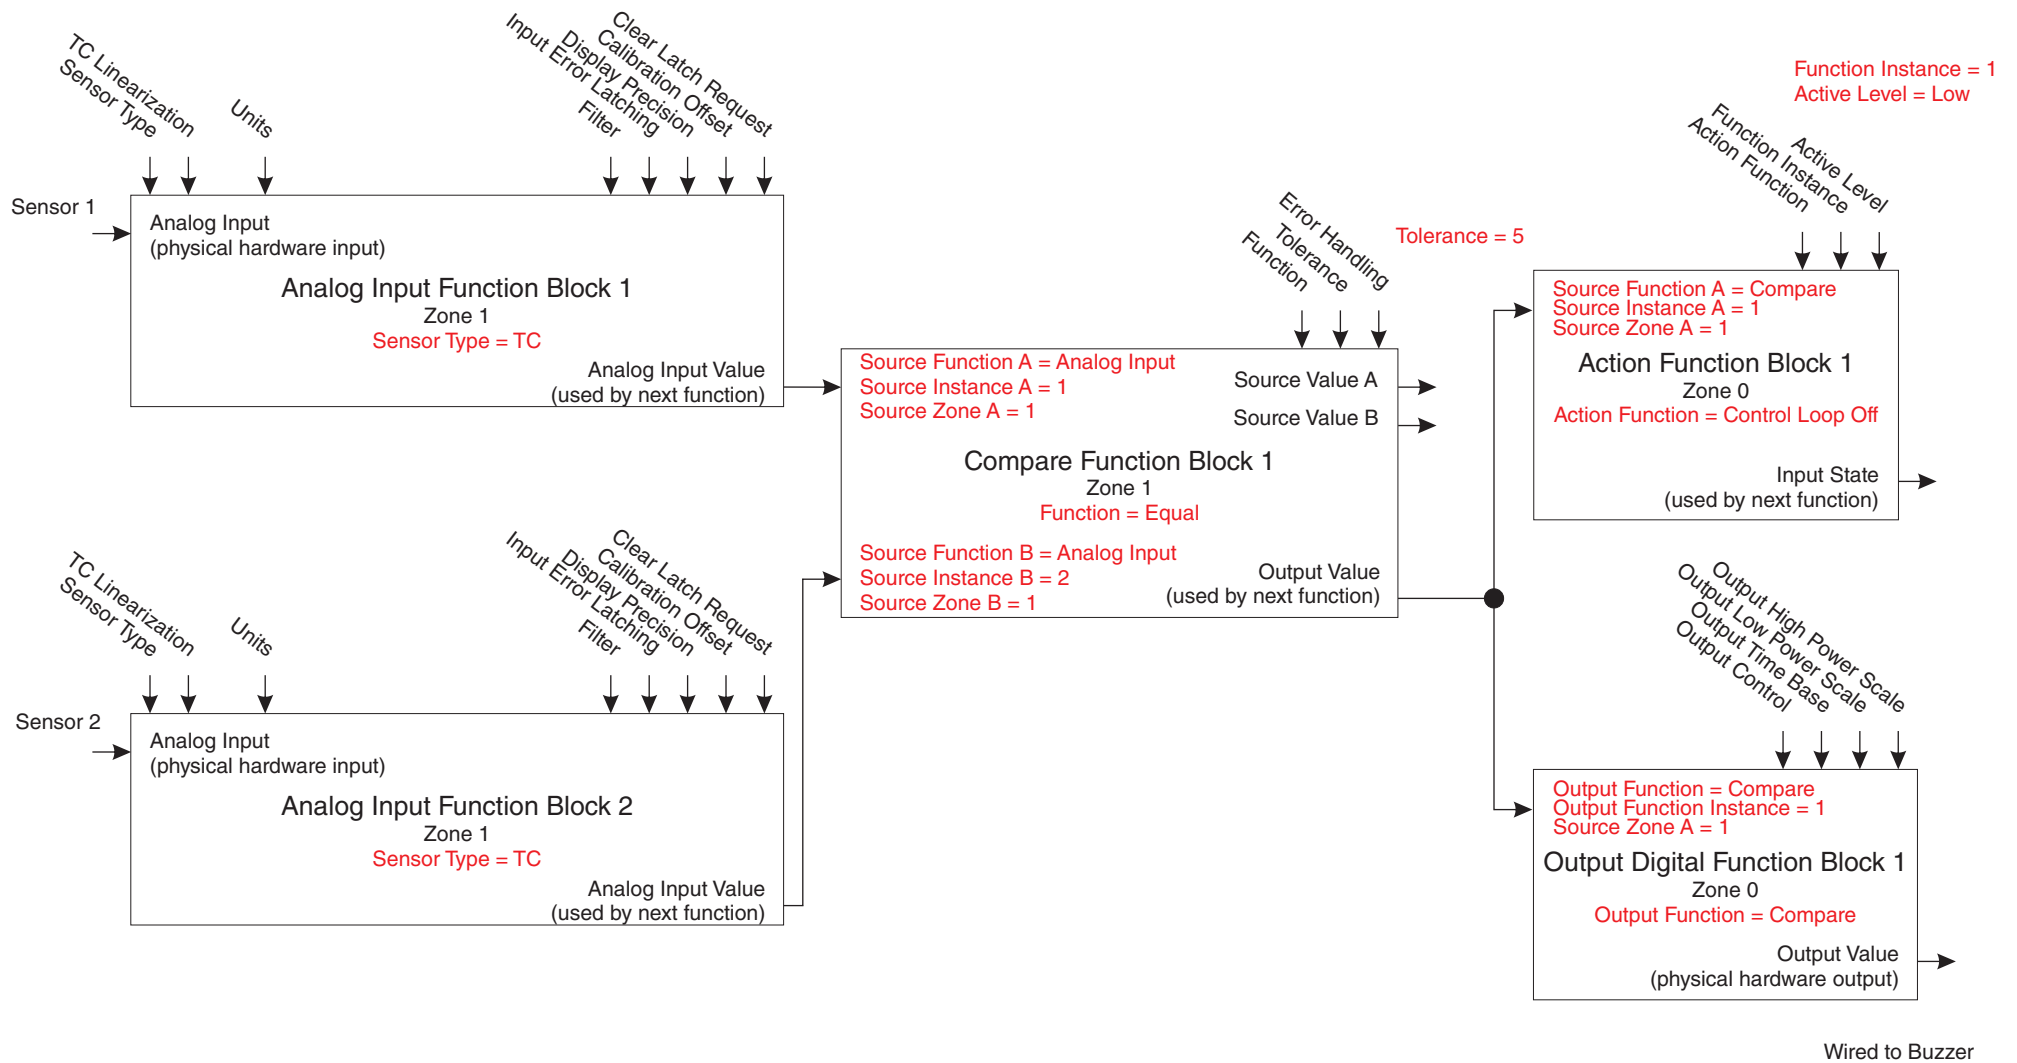 TC Linearization
Sensor Type
Units
Clear Latch Request
Calibration Offset
Display Precision
Input Error Latching
Filter
Sensor 1
Analog Input
(physical hardware input)
Analog Input Function Block 1
Zone 1
Sensor Type = TC
Analog Input Value
(used by next function)
TC Linearization
Sensor Type
Units
Clear Latch Request
Calibration Offset
Display Precision
Input Error Latching
Filter
Sensor 2
Analog Input
(physical hardware input)
Analog Input Function Block 2
Zone 1
Sensor Type = TC
Analog Input Value
(used by next function)
Error Handling
Tolerance
Function
Tolerance = 5
Source Function A = Analog Input
Source Instance A = 1
Source Zone A = 1
Source Value A
Source Value B
Compare Function Block 1
Zone 1
Function = Equal
Source Function B = Analog Input
Source Instance B = 2
Source Zone B = 1
Output Value
(used by next function)
Function Instance = 1
Active Level = Low
Active Level
Function Instance
Action Function
Source Function A = Compare
Source Instance A = 1
Source Zone A = 1
Action Function Block 1
Zone 0
Action Function = Control Loop Off
Input State
(used by next function)
Output High Power Scale
Output Low Power Scale
Output Time Base
Output Control
Output Function = Compare
Output Function Instance = 1
Source Zone A = 1
Output Digital Function Block 1
Zone 0
Output Function = Compare
Output Value
(physical hardware output)
Wired to Buzzer